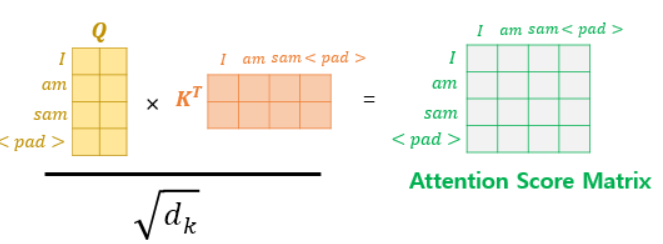 Q
I am sam < pad >
I
am
sam
< pad >
×
K^T
I am sam < pad >
=
I
am
sam
< pad >
Attention Score Matrix
√d_k